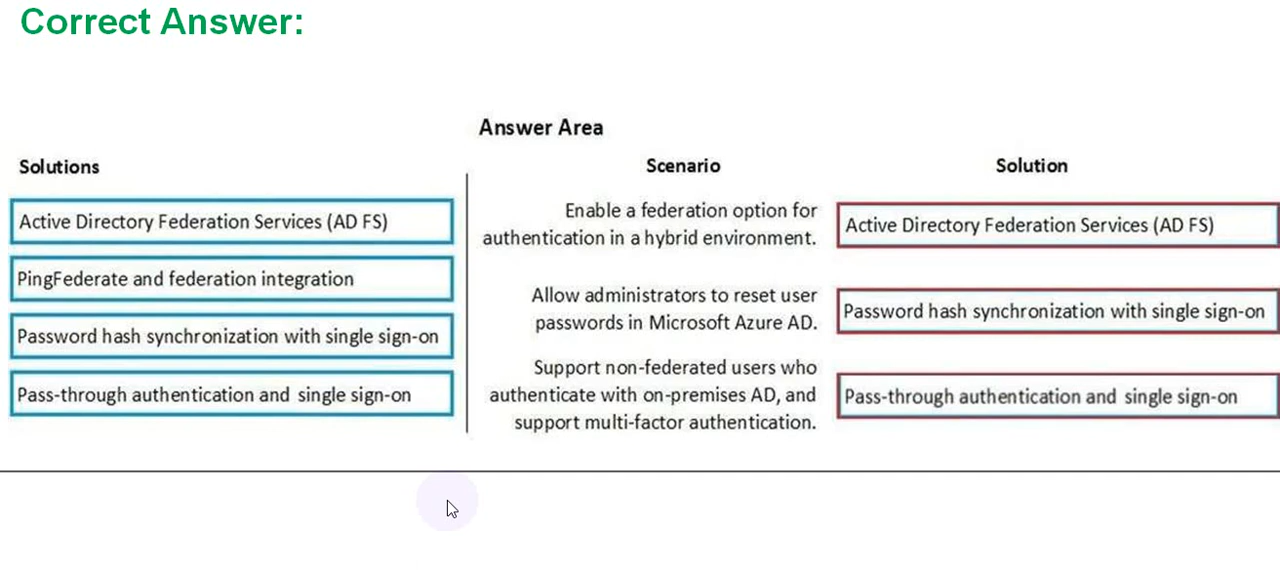 Correct Answer:
Answer Area
Solutions
Active Directory Federation Services (AD FS)
PingFederate and federation integration
Password hash synchronization with single sign-on
Pass-through authentication and single sign-on
Scenario
Solution
Enable a federation option for
authentication in a hybrid environment.
Active Directory Federation Services (AD FS)
Allow administrators to reset user
passwords in Microsoft Azure AD.
Password hash synchronization with single sign-on
Support non-federated users who
authenticate with on-premises AD, and
support multi-factor authentication.
Pass-through authentication and single sign-on